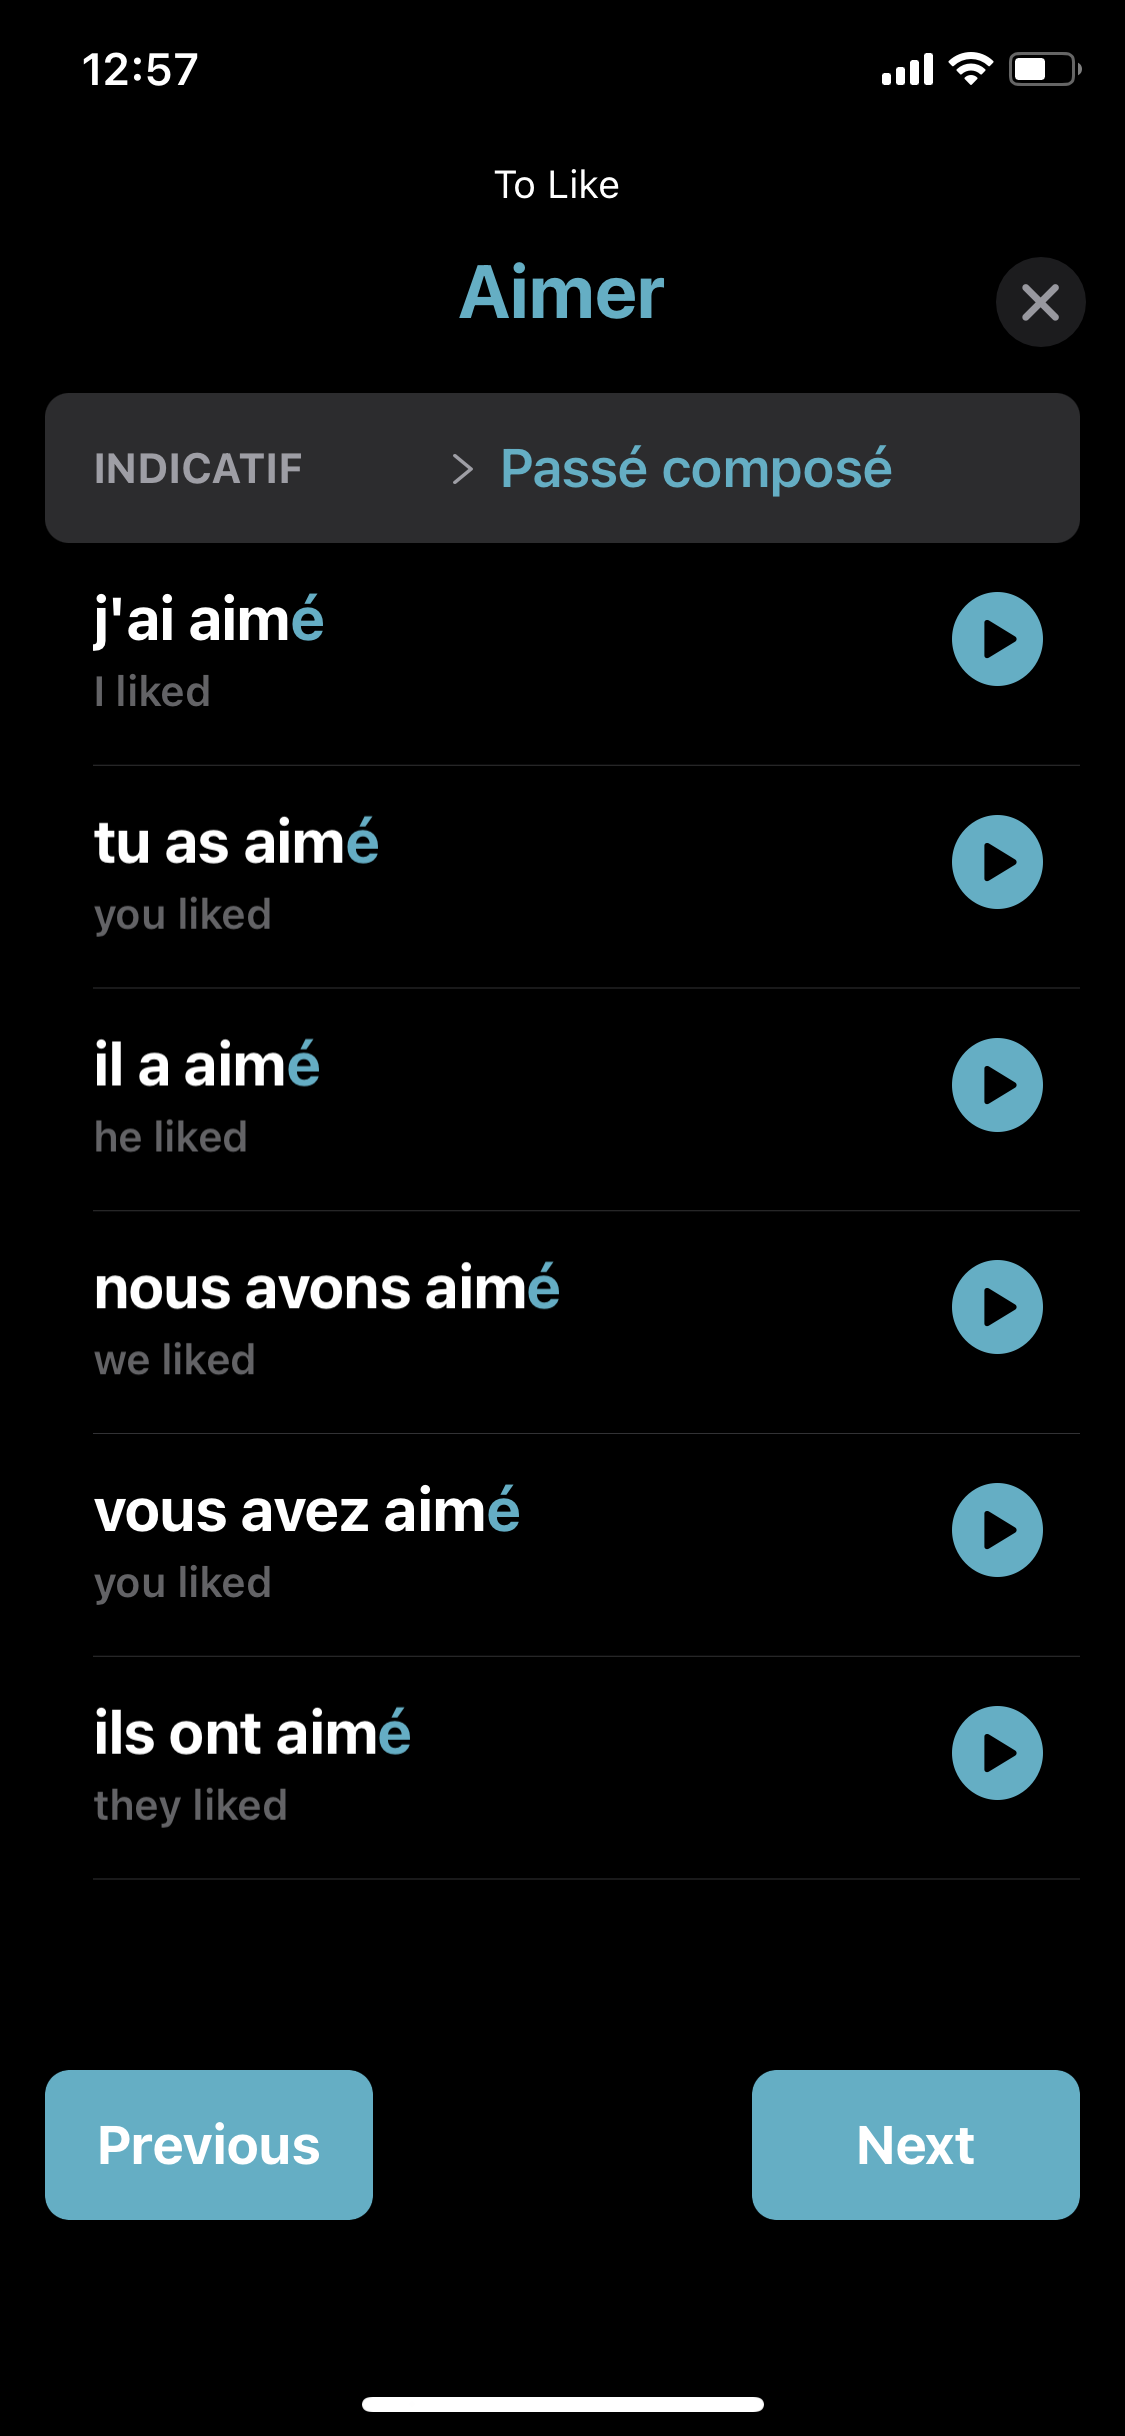 12:57
To Like
Aimer
INDICATIF > Passé composé
j'ai aimé
I liked
tu as aimé
you liked
il a aimé
he liked
nous avons aimé
we liked
vous avez aimé
you liked
ils ont aimé
they liked
Previous Next